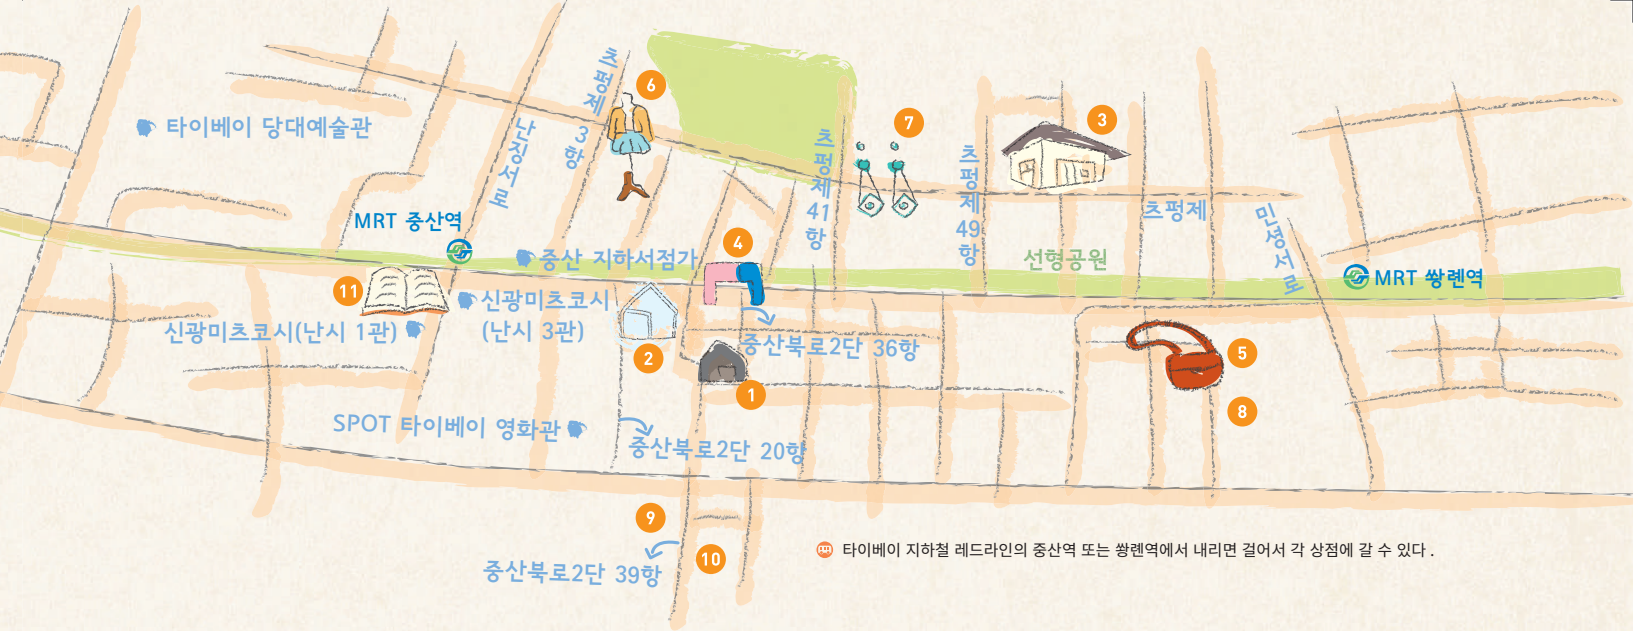 츠펑제 3항
6
7
3
타이베이 당대예술관
난징서로
츠펑제 41항
츠펑제 49항
츠펑제
민셩서로
MRT 중산역
4
중산 지하서점가
선형공원
MRT 쌍롄역
11
신광미츠코시
(난시 3관)
신광미츠코시(난시 1관)
2
중산북로2단 36항
5
1
8
SPOT 타이베이 영화관
중산북로2단 20항
9
10
중산북로2단 39항
타이베이 지하철 레드라인의 중산역 또는 쌍롄역에서 내리면 걸어서 각 상점에 갈 수 있다 .